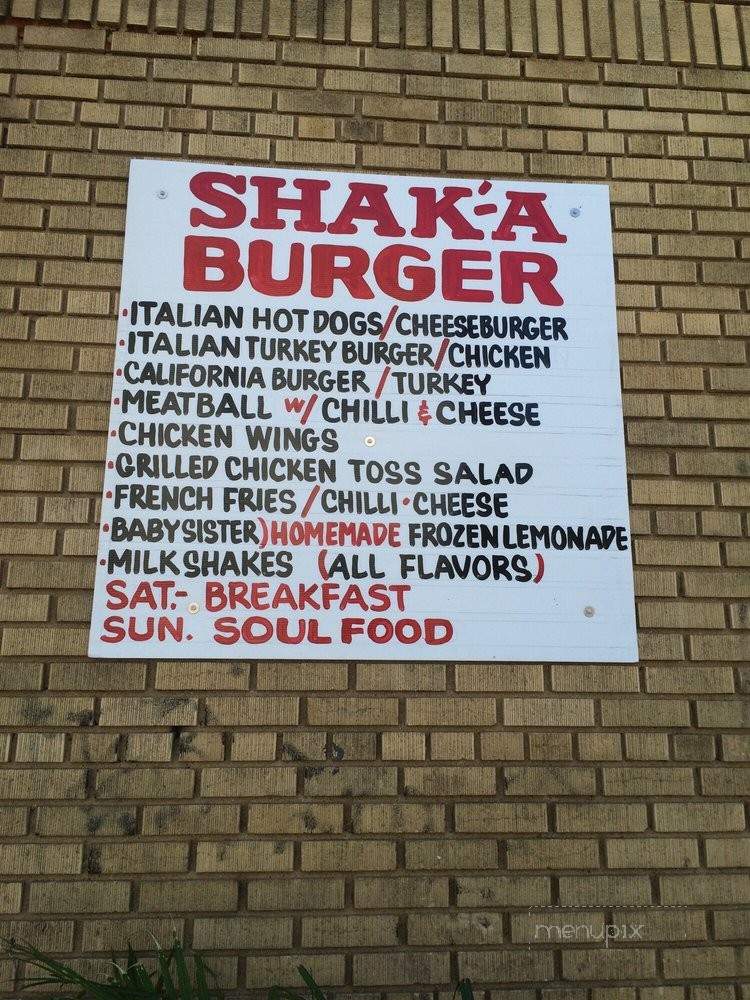 SHAK'-A
BURGER
•ITALIAN HOT DOGS/CHEESEBURGER
•ITALIAN TURKEY BURGER/CHICKEN
•CALIFORNIA BURGER/TURKEY
•MEATBALL W/ CHILLI & CHEESE
•CHICKEN WINGS
•GRILLED CHICKEN TOSS SALAD
•FRENCH FRIES/CHILLI•CHEESE
•BABYSISTER)HOMEMADE FROZEN LEMONADE
•MILKSHAKES (ALL FLAVORS)
SAT.- BREAKFAST
SUN. SOUL FOOD
menupix